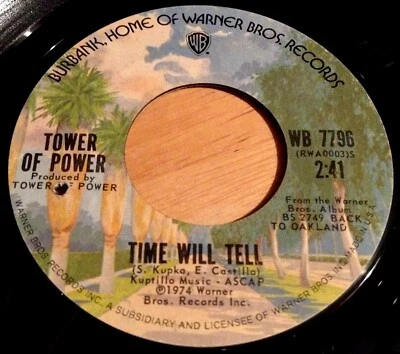 BURBANK, HOME OF WARNER BROS. RECORDS
WB
TOWER
OF POWER
Produced by
TOWER OF POWER
WB 7796
(RWA0003)S
2:41
From the Warner
Bros. Album
BS 2749 BACK
TO OAKLAND
TIME WILL TELL
(S. Kupka, E. Castillo)
Kuptillo Music - ASCAP
℗1974 Warner
Bros. Records Inc.
WARNER BROS. RECORDS INC., A SUBSIDIARY AND LICENSEE OF WARNER BROS. INC. MADE IN U.S.A.